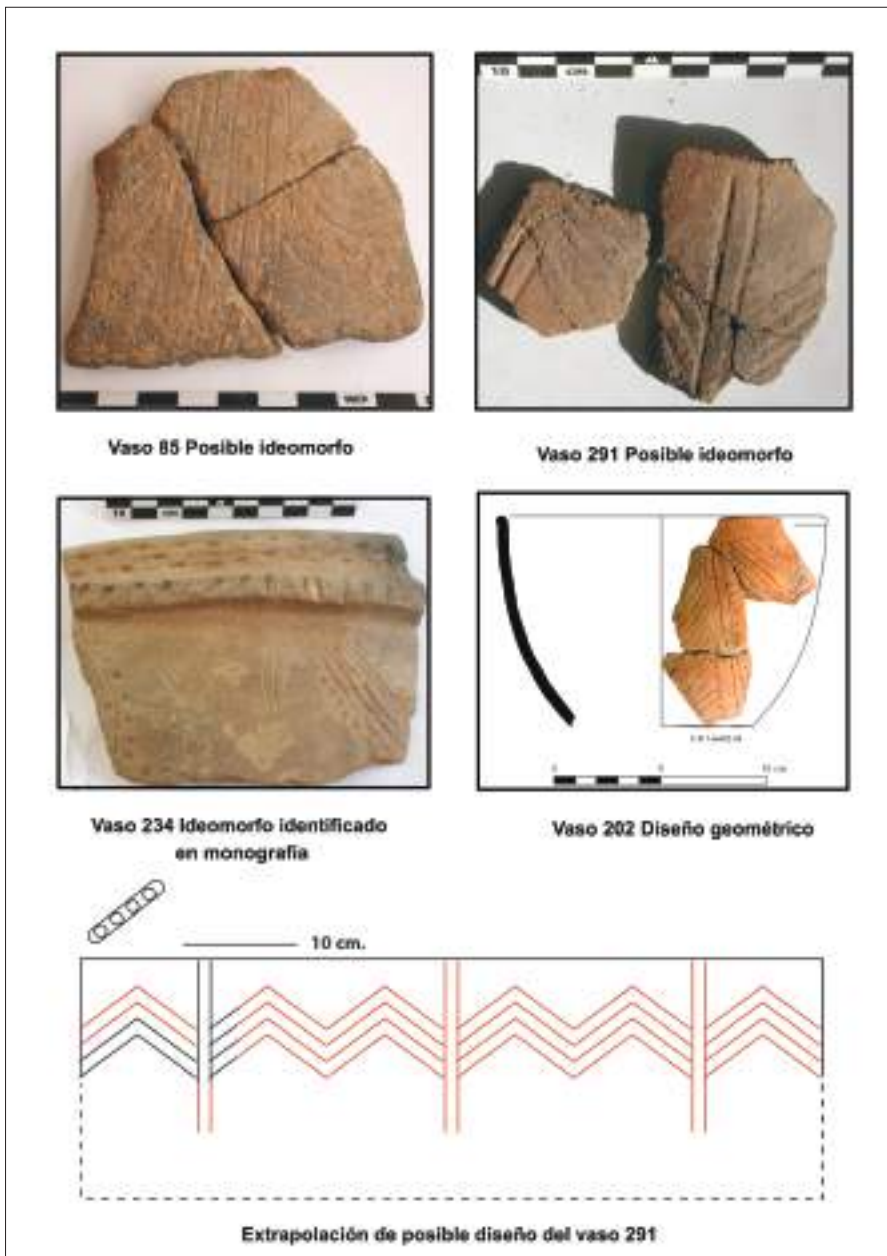 Vaso 85 Posible ideomorfo
Vaso 291 Posible ideomorfo
Vaso 234 Ideomorfo identificado
en monografia
Vaso 202 Diseño geométrico
10 cm.
Extrapolación de posible diseño del vaso 291